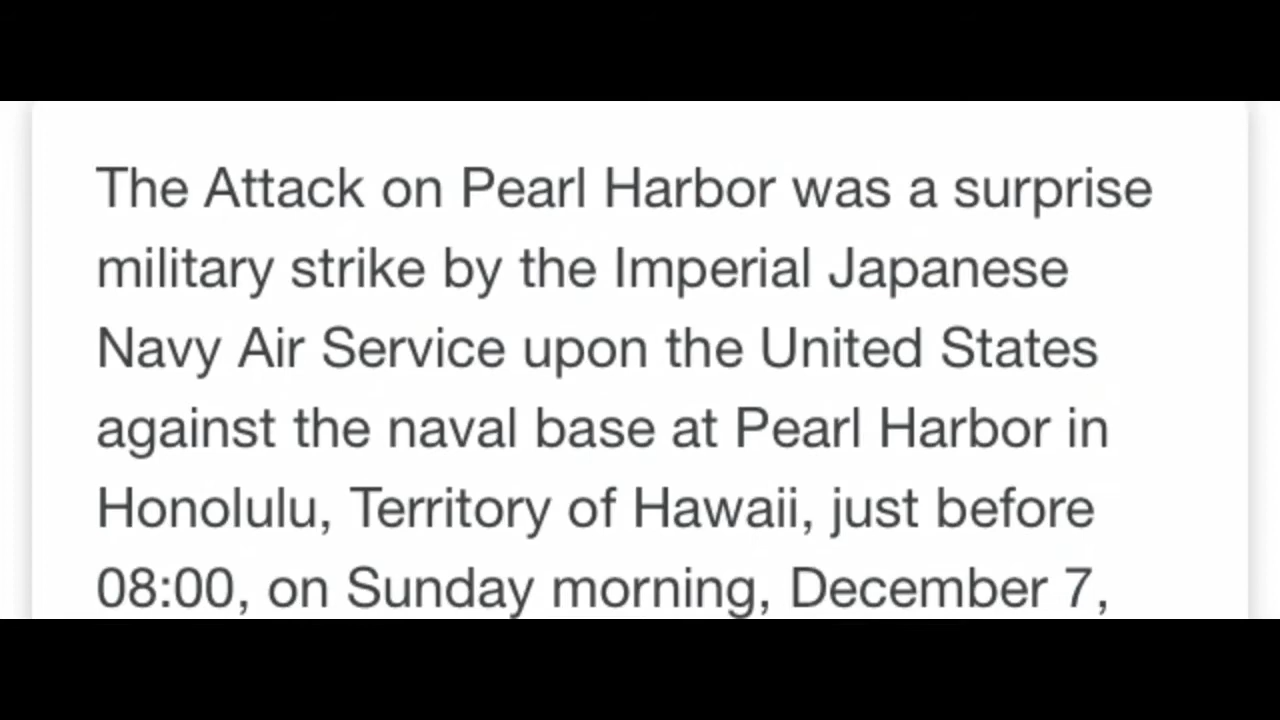 The Attack on Pearl Harbor was a surprise
military strike by the Imperial Japanese
Navy Air Service upon the United States
against the naval base at Pearl Harbor in
Honolulu, Territory of Hawaii, just before
08:00, on Sunday morning, December 7,